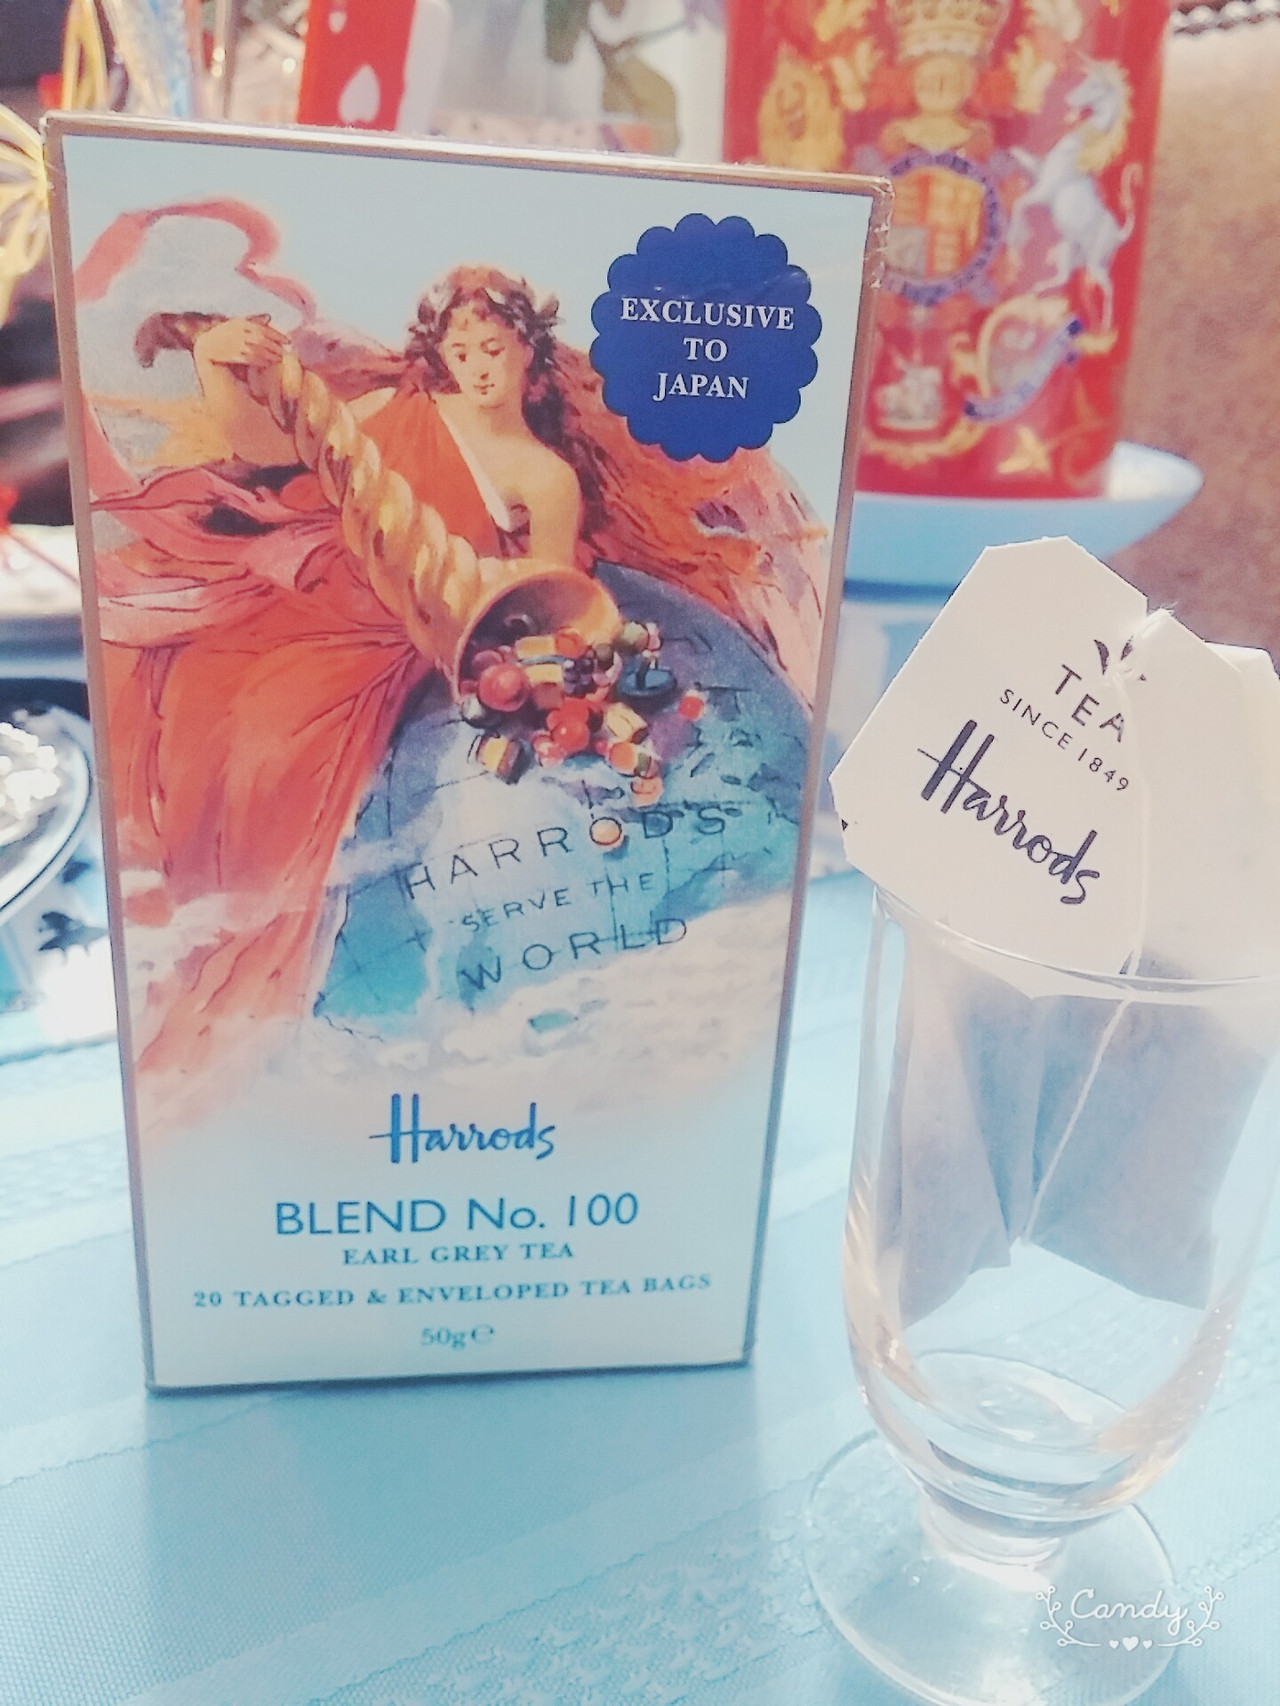 EXCLUSIVE
TO
JAPAN
HARRODS
SERVE THE
WORLD
Harrods
BLEND No. 100
EARL GREY TEA
20 TAGGED & ENVELOPED TEA BAGS
50g℮
TEA
SINCE 1849
Harrods
Candy